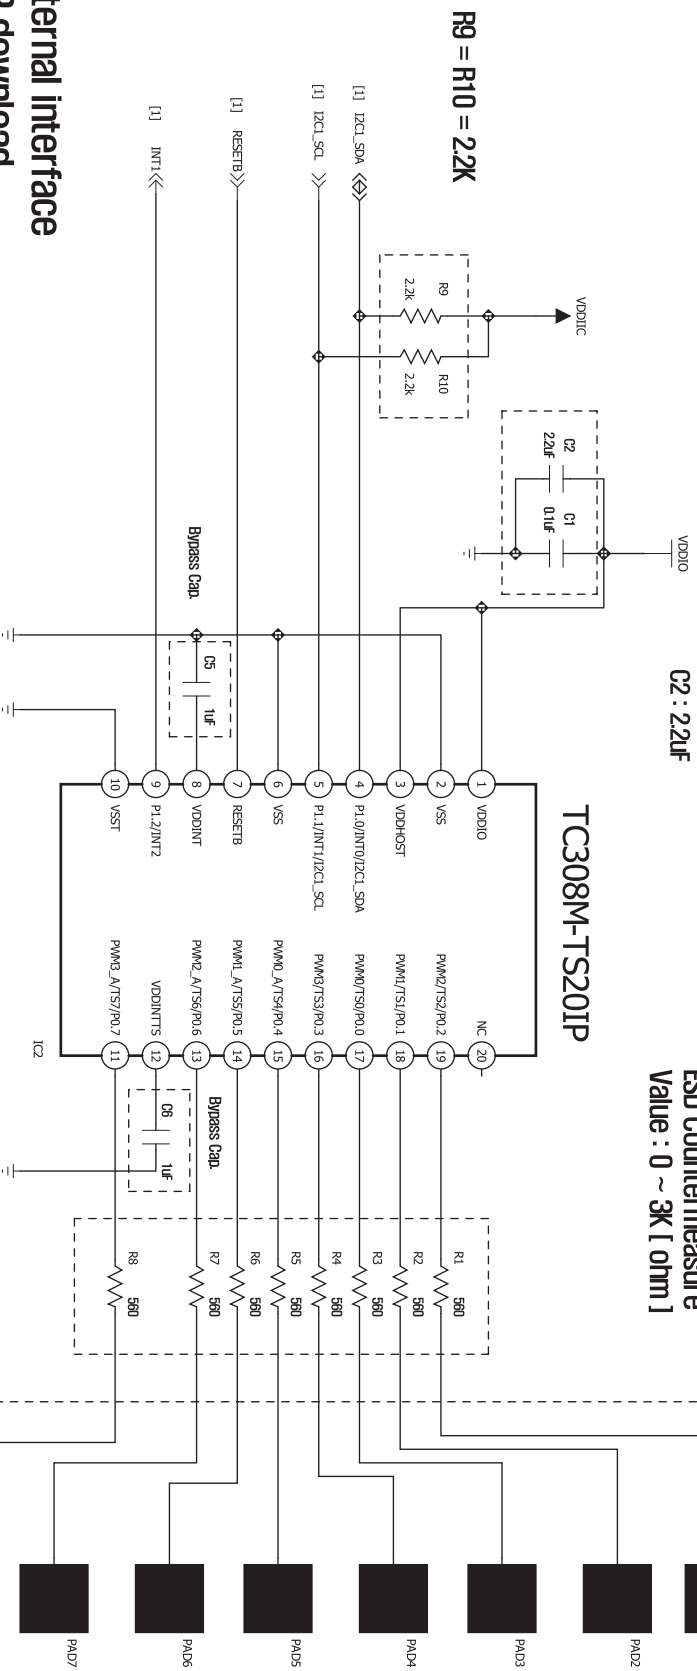 ternal interface
download
R9 = R10 = 2.2K
[1] I2C1_SDA
[1] I2C1_SCL
[1] RESETB
[1] INT1
VDDIIC
R9
2.2k
R10
2.2k
VDDIO
C2
2.2uF
C1
0.1uF
C2 : 2.2uF
Bypass Cap.
C5
1uF
TC308M-TS20IP
1 VDDIO
2 VSS
3 VDDHOST
4 P1.0/INT0/I2C1_SDA
5 P1.1/INT1/I2C1_SCL
6 VSS
7 RESETB
8 VDDINT
9 P1.2/INT2
10 VSST
NC 20
PWM2/TS2/P0.2 19
PWM1/TS1/P0.1 18
PWM0/TS0/P0.0 17
PWM3/TS3/P0.3 16
PWM0_A/TS4/P0.4 15
PWM1_A/TS5/P0.5 14
PWM2_A/TS6/P0.6 13
VDDINTTS 12
PWM3_A/TS7/P0.7 11
IC2
Bypass Cap.
C6
1uF
ESD Countermeasure
Value : 0 ~ 3K [ ohm ]
R1 560
R2 560
R3 560
R4 560
R5 560
R6 560
R7 560
R8 560
PAD2
PAD3
PAD4
PAD5
PAD6
PAD7